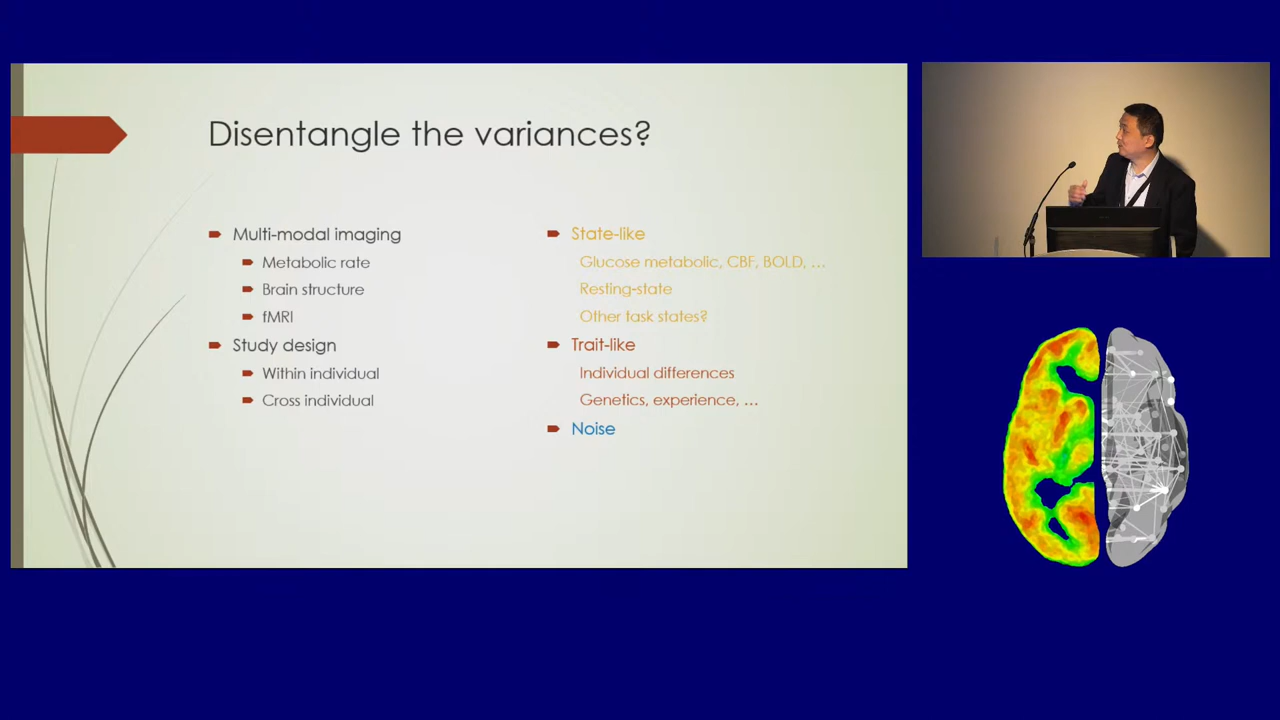 Disentangle the variances?
Multi-modal imaging
Metabolic rate
Brain structure
fMRI
Study design
Within individual
Cross individual
State-like
Glucose metabolic, CBF, BOLD, ...
Resting-state
Other task states?
Trait-like
Individual differences
Genetics, experience, ...
Noise